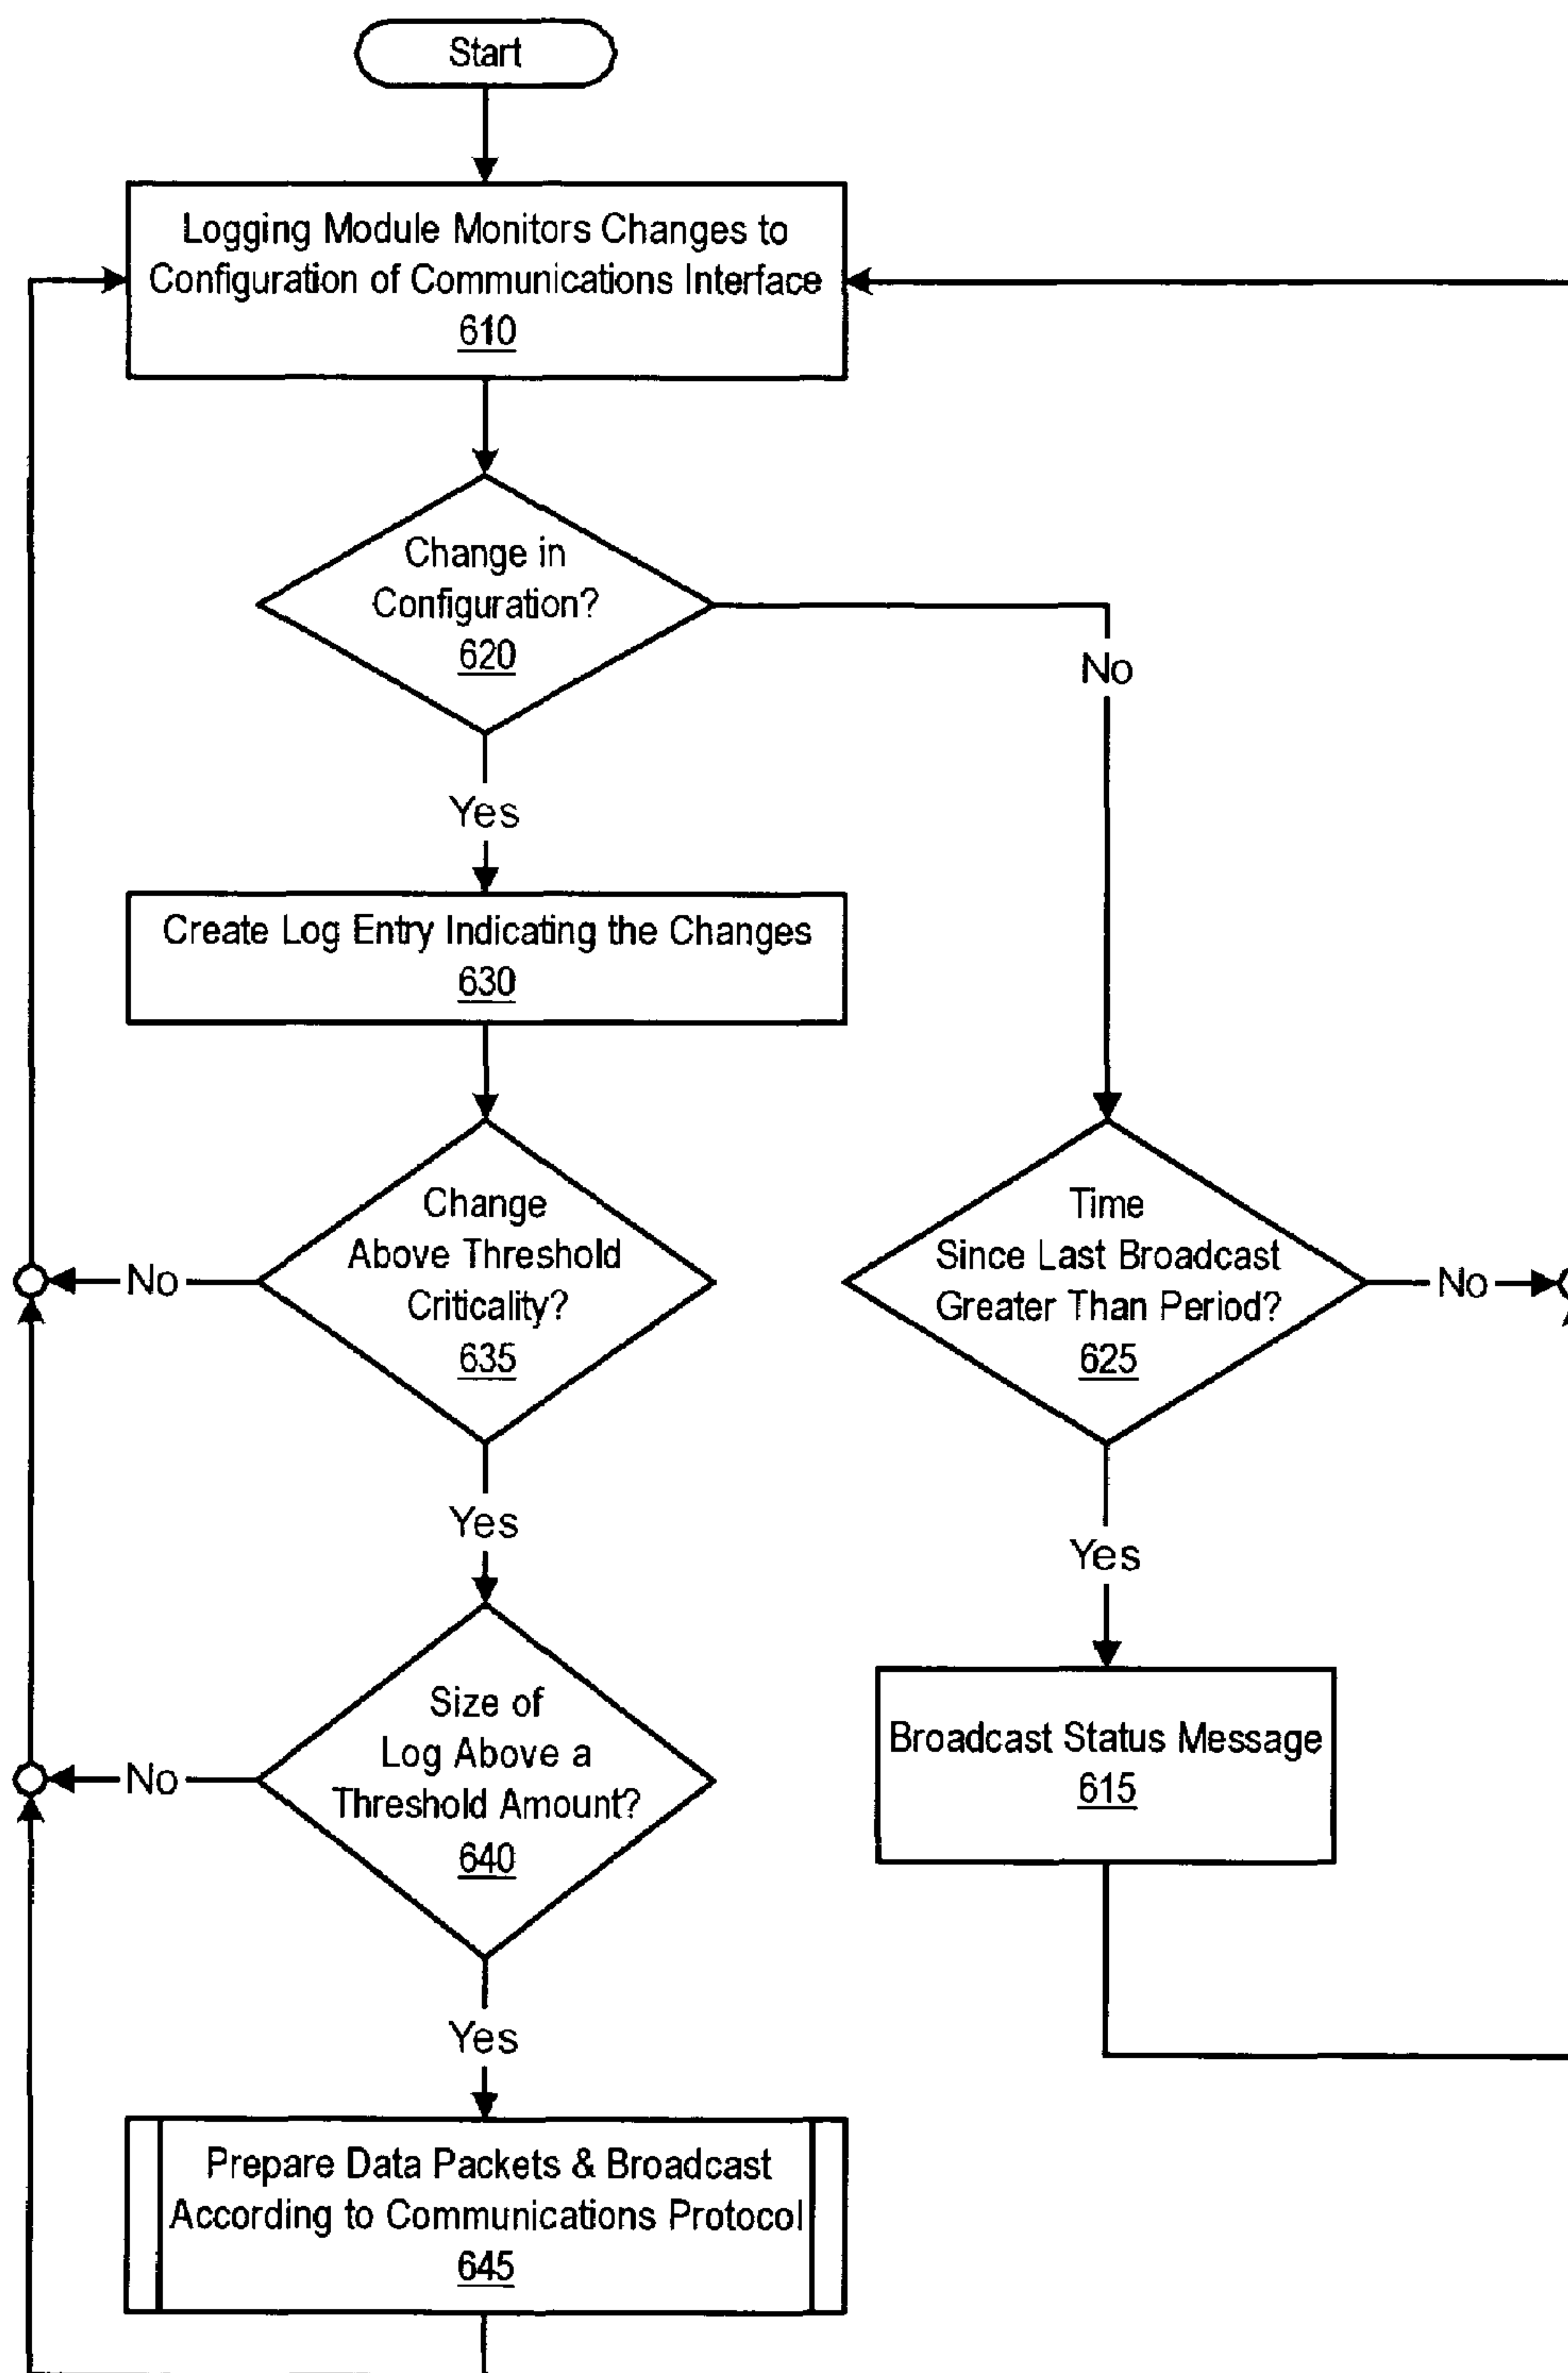 Start
Logging Module Monitors Changes to
Configuration of Communications Interface
610
Change in
Configuration?
620
No
Yes
Create Log Entry Indicating the Changes
630
Change
Above Threshold
Criticality?
635
No
Time
Since Last Broadcast
Greater Than Period?
625
No
Yes
Yes
Size of
Log Above a
Threshold Amount?
640
No
Broadcast Status Message
615
Yes
Prepare Data Packets & Broadcast
According to Communications Protocol
645